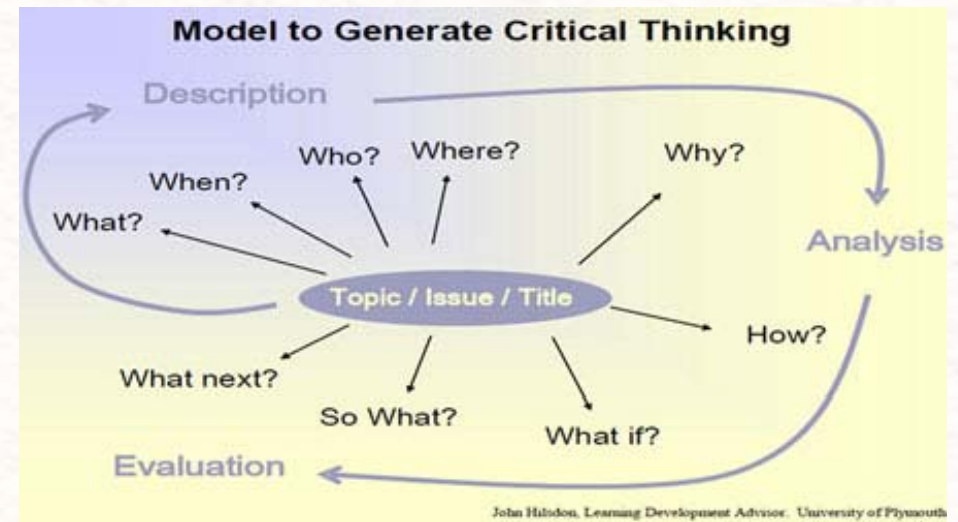 Model to Generate Critical Thinking
Description
Who? Where? Why?
When?
What?
Analysis
Topic / Issue / Title
How?
What next?
So What?
What if?
Evaluation
John Hilsdon, Learning Development Advisor. University of Plymouth